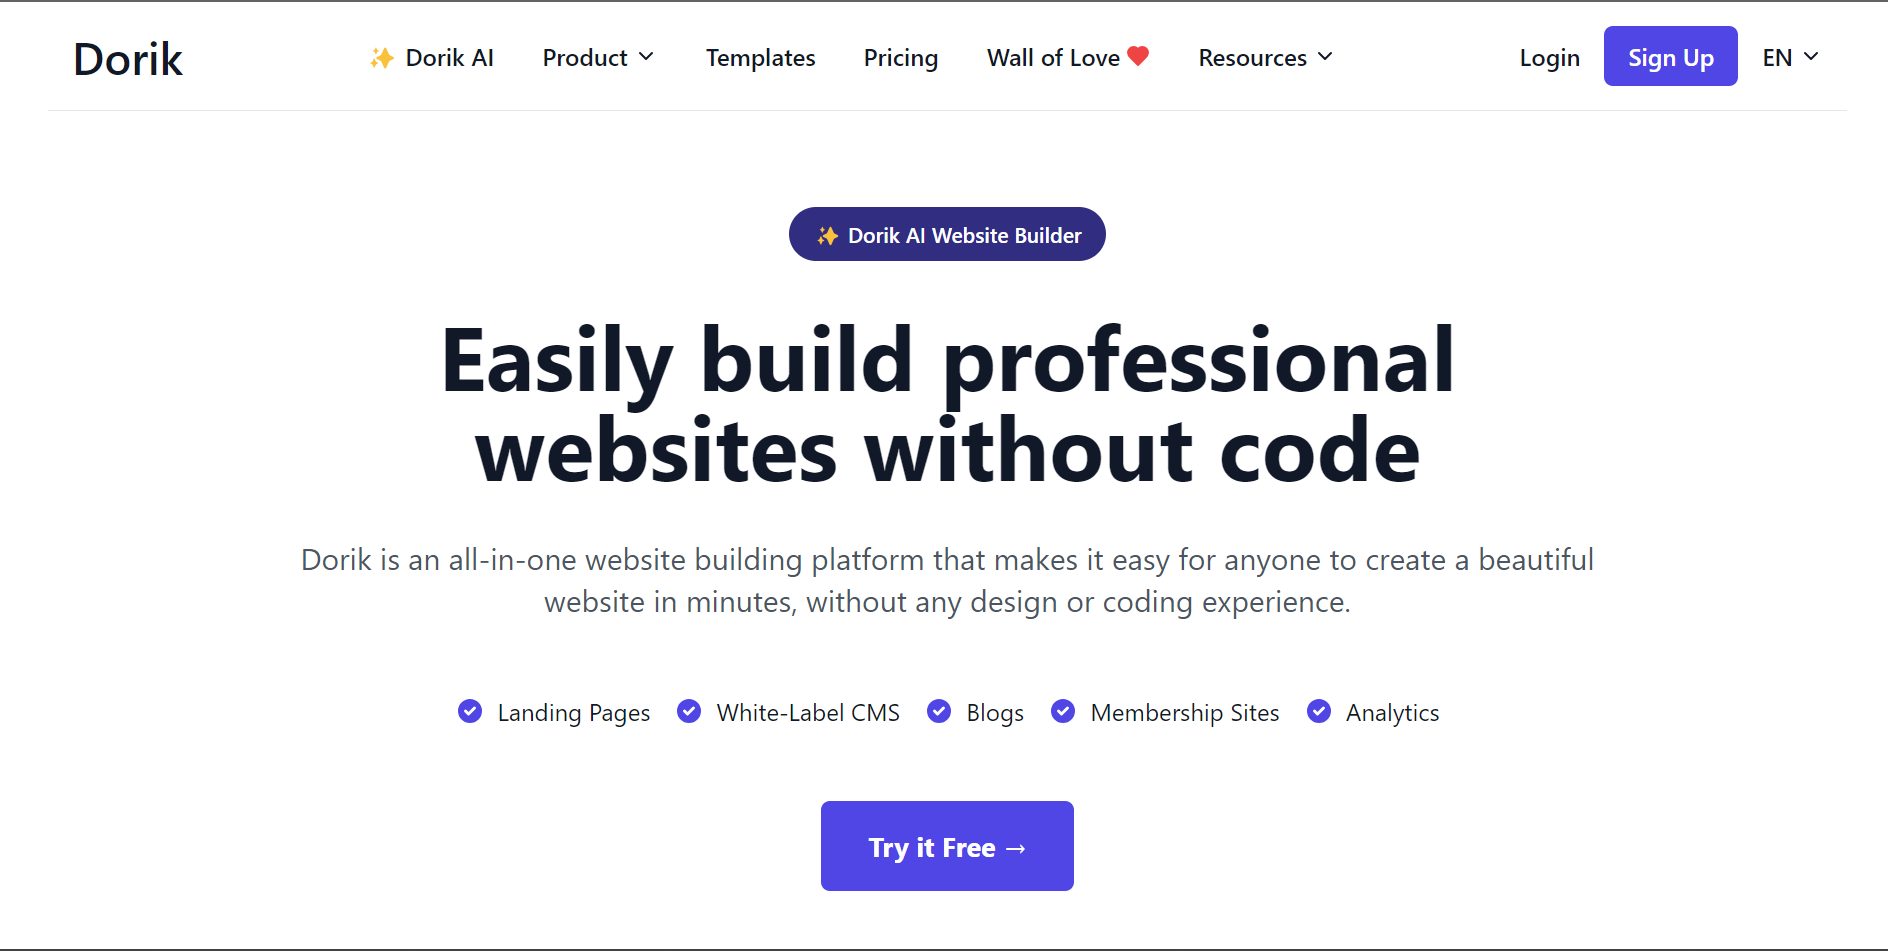 Dorik
✨ Dorik AI
Product
Templates
Pricing
Wall of Love ❤
Resources
Login
Sign Up
EN
✨ Dorik AI Website Builder
Easily build professional
websites without code
Dorik is an all-in-one website building platform that makes it easy for anyone to create a beautiful
website in minutes, without any design or coding experience.
Landing Pages
White-Label CMS
Blogs
Membership Sites
Analytics
Try it Free →